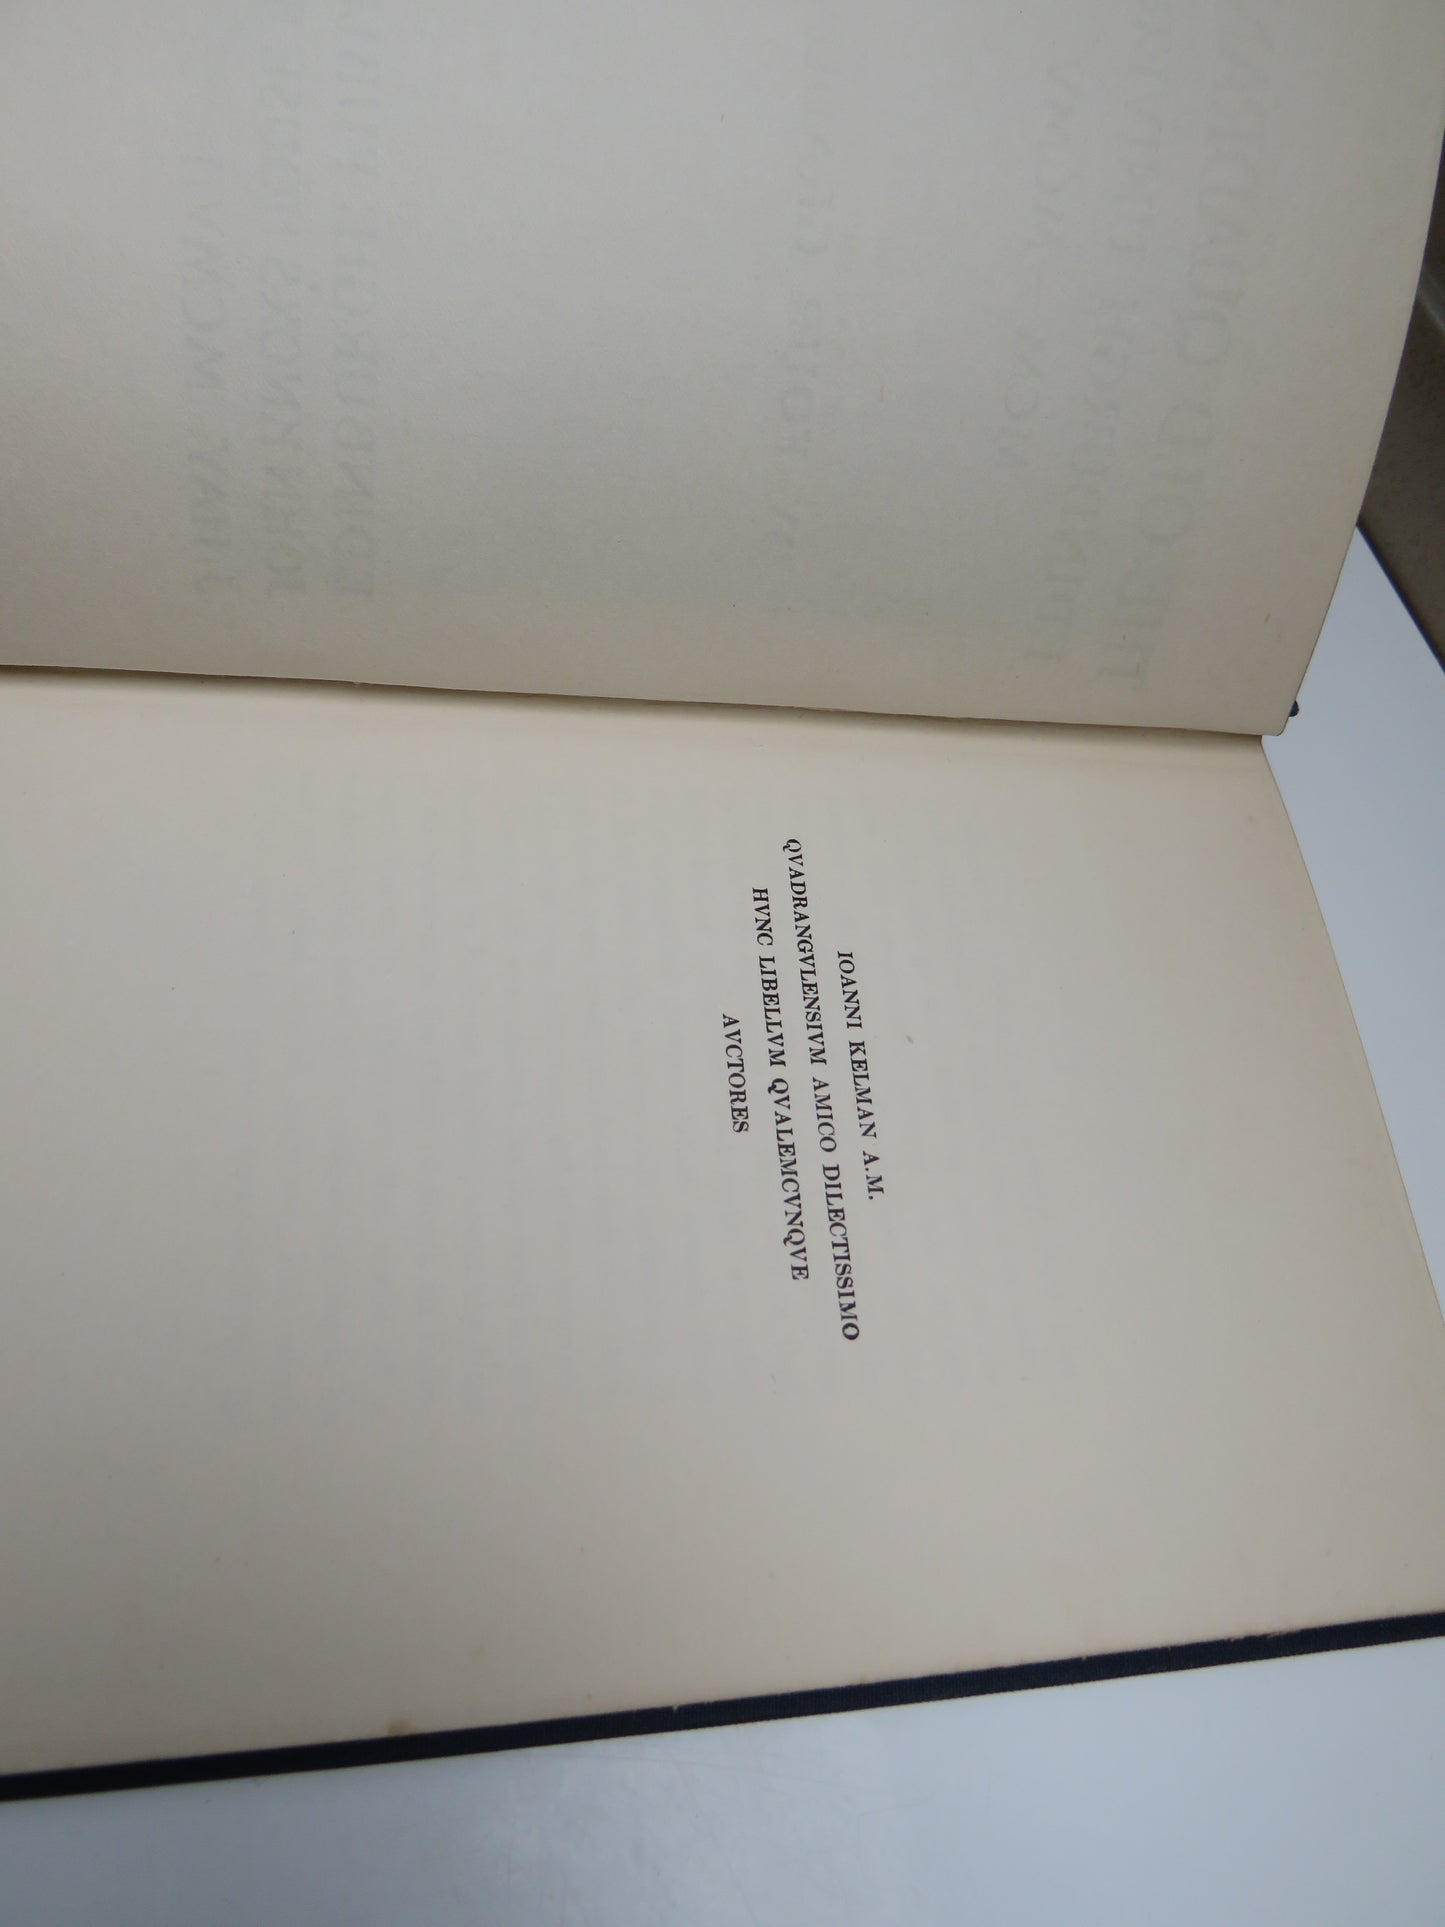 IOANNI KELMAN A.M.
QVADRANGVLENSIVM AMICO DILECTISSIMO
HVNC LIBELLVM QVALEMCVNQVE
AVCTORES